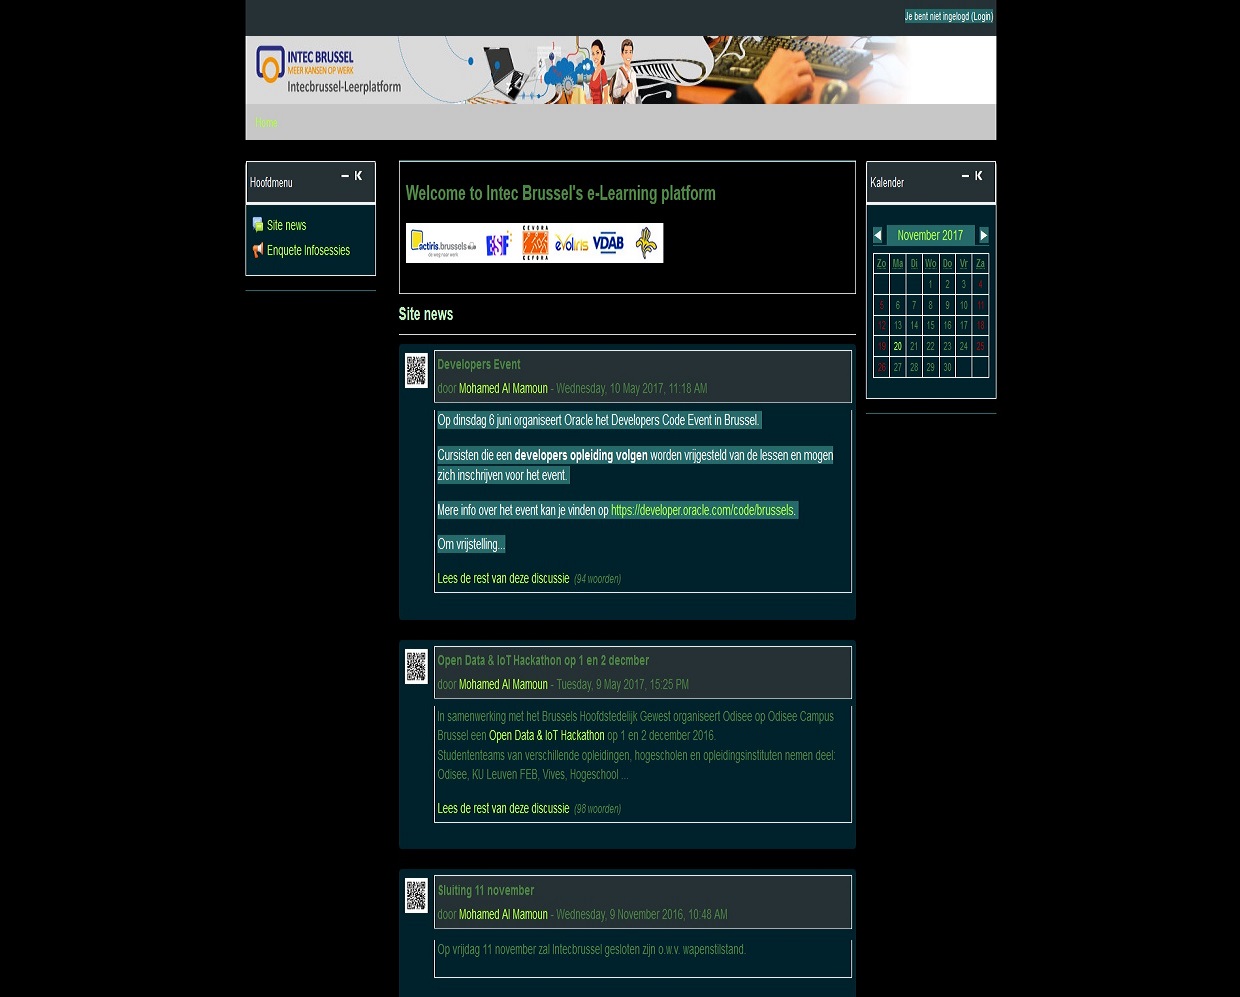 Je bent niet ingelogd (Login)
INTEC BRUSSEL
MEER KANSEN OP WERK
Intecbrussel-Leerplatform
Home
Hoofdmenu
Site news
Enquete Infosessies
Welcome to Intec Brussel's e-Learning platform
actiris.brussels
de weg naar werk
ESF
CEVORA
CEFORA
evoliris
VDAB
Site news
Developers Event
door Mohamed Al Mamoun - Wednesday, 10 May 2017, 11:18 AM
Op dinsdag 6 juni organiseert Oracle het Developers Code Event in Brussel.
Cursisten die een developers opleiding volgen worden vrijgesteld van de lessen en mogen
zich inschrijven voor het event.
Mere info over het event kan je vinden op https://developer.oracle.com/code/brussels.
Om vrijstelling...
Lees de rest van deze discussie (94 woorden)
Open Data & IoT Hackathon op 1 en 2 decmber
door Mohamed Al Mamoun - Tuesday, 9 May 2017, 15:25 PM
In samenwerking met het Brussels Hoofdstedelijk Gewest organiseert Odisee op Odisee Campus
Brussel een Open Data & IoT Hackathon op 1 en 2 december 2016.
Studententeams van verschillende opleidingen, hogescholen en opleidingsinstituten nemen deel:
Odisee, KU Leuven FEB, Vives, Hogeschool ...
Lees de rest van deze discussie (98 woorden)
Sluiting 11 november
door Mohamed Al Mamoun - Wednesday, 9 November 2016, 10:48 AM
Op vrijdag 11 november zal Intecbrussel gesloten zijn o.w.v. wapenstilstand.
Kalender
November 2017
Zo Ma Di Wo Do Vr Za
1 2 3 4
5 6 7 8 9 10 11
12 13 14 15 16 17 18
19 20 21 22 23 24 25
26 27 28 29 30